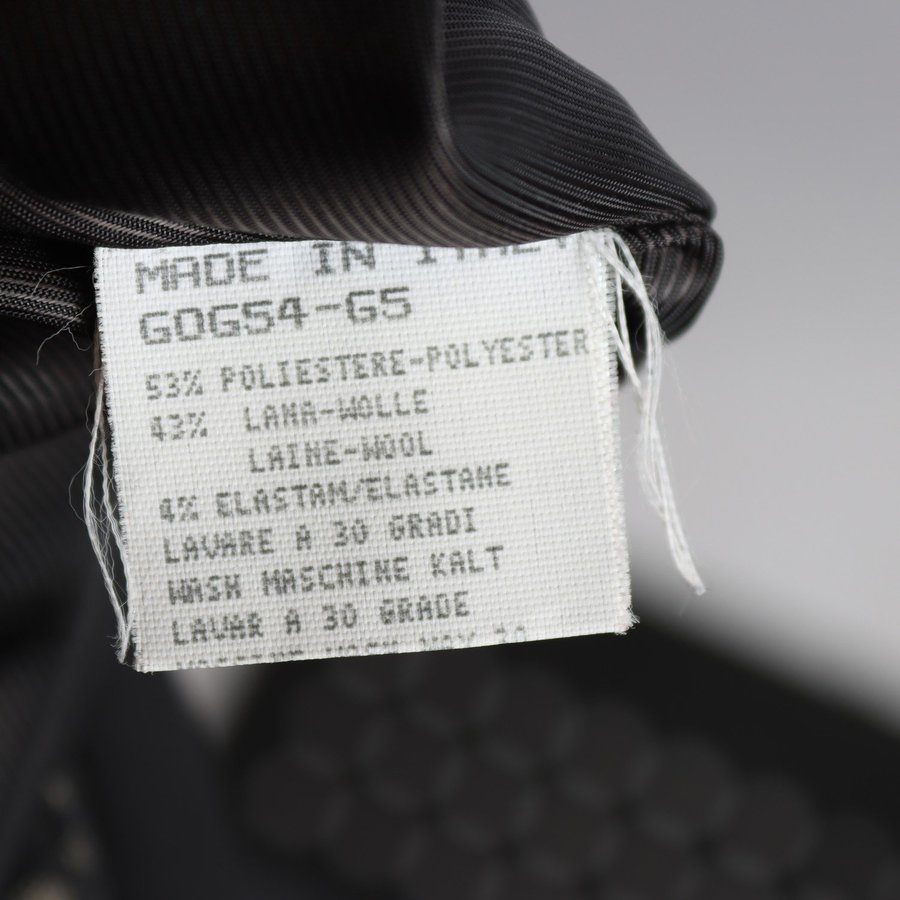 MADE IN ITALY
GOG54-G5
53% POLIESTERE-POLYESTER
43% LANA-WOLLE
LAINE-WOOL
4% ELASTAM/ELASTANE
LAVARE A 30 GRADI
WASH MASCHINE KALT
LAVAR A 30 GRADE